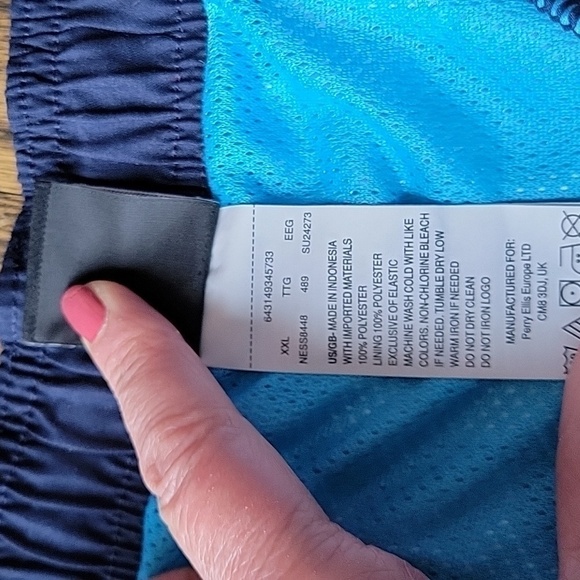 643149345733
XXL TTG EEG
NESS8448 489 SU24273
US/GB- MADE IN INDONESIA
WITH IMPORTED MATERIALS
100% POLYESTER
LINING 100% POLYESTER
EXCLUSIVE OF ELASTIC
MACHINE WASH COLD WITH LIKE
COLORS, NON-CHLORINE BLEACH
IF NEEDED, TUMBLE DRY LOW
WARM IRON IF NEEDED
DO NOT DRY CLEAN
DO NOT IRON LOGO
MANUFACTURED FOR:
Perry Ellis Europe LTD
CM8 3DJ, UK